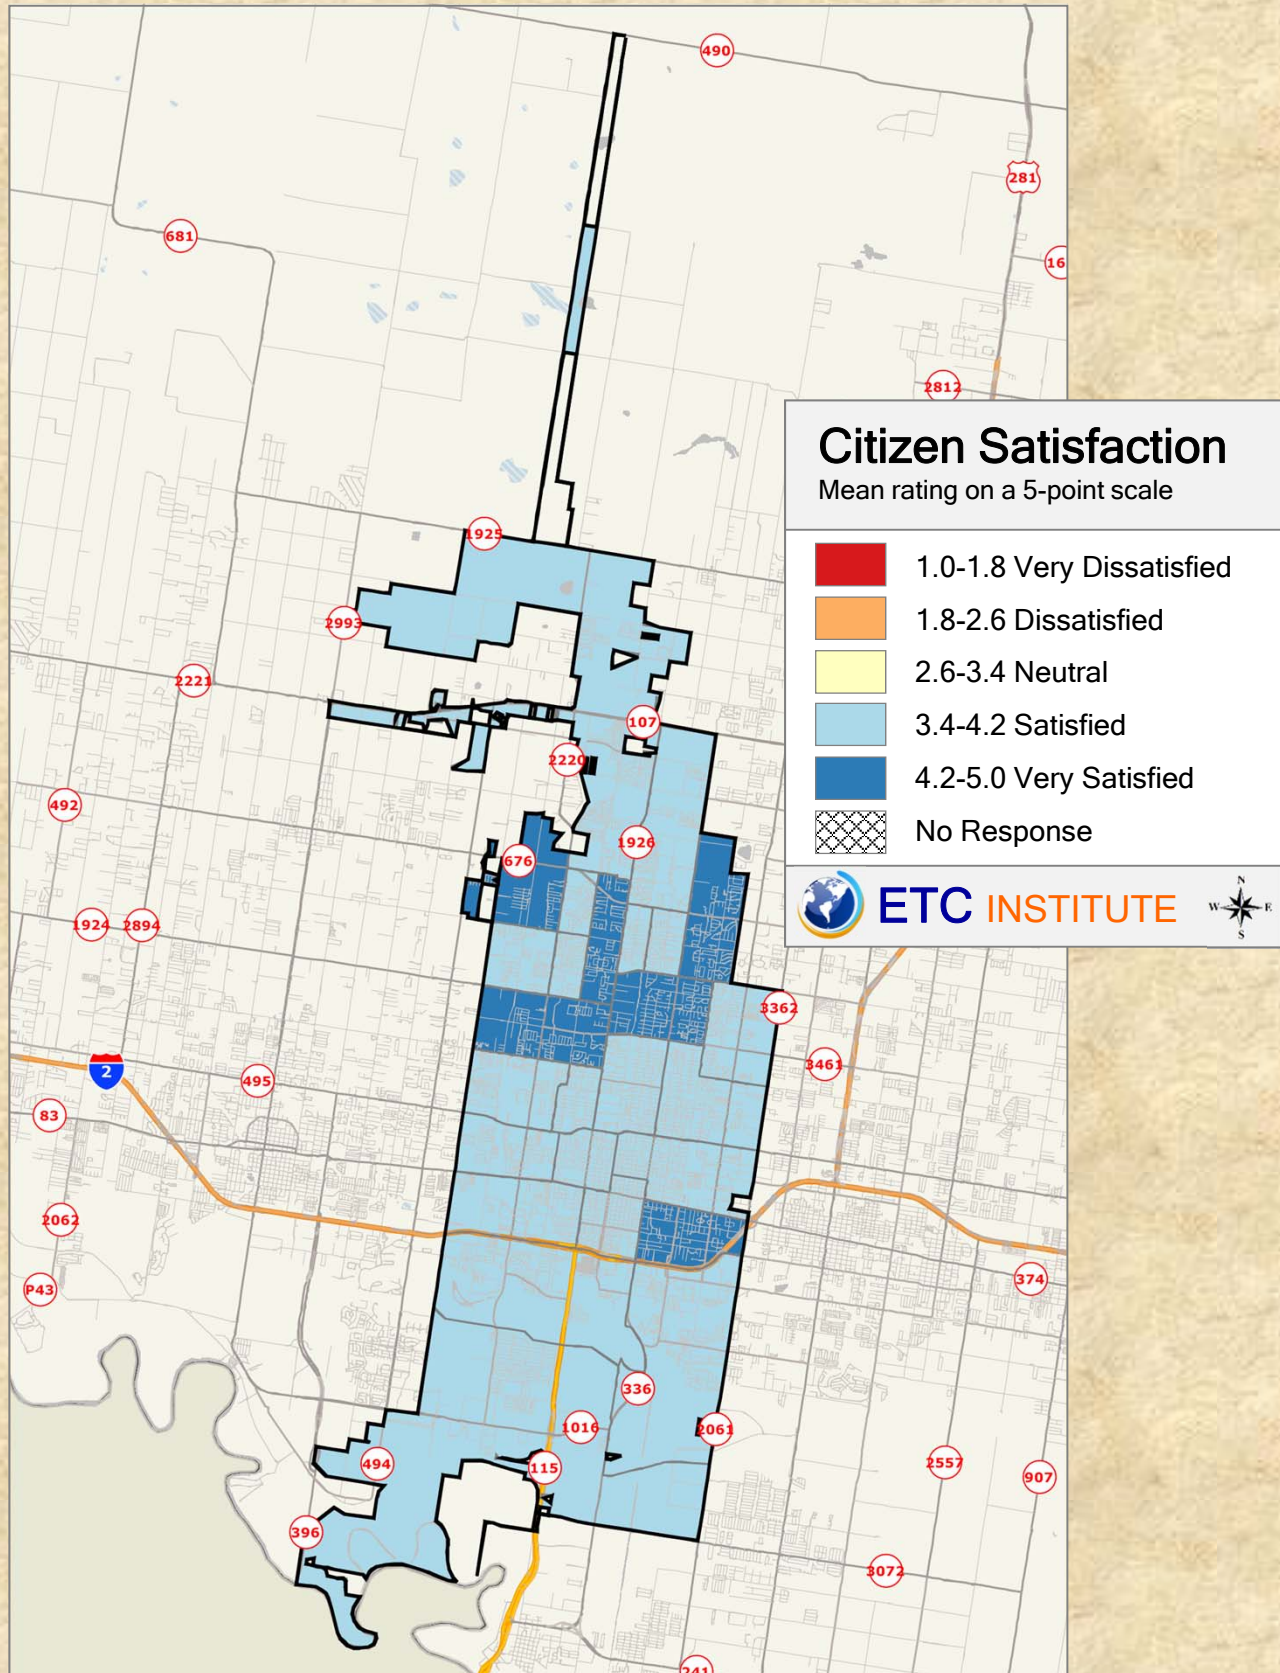 490
281
681
16
2812
Citizen Satisfaction
Mean rating on a 5-point scale
1925
1.0-1.8 Very Dissatisfied
1.8-2.6 Dissatisfied
2993
2.6-3.4 Neutral
2221
107
3.4-4.2 Satisfied
2220
4.2-5.0 Very Satisfied
492
No Response
1926
676
ETC INSTITUTE
N
W E
S
1924
2894
3362
3461
2
495
83
2062
374
P43
336
1016
2061
494
115
2557
907
396
3072
241